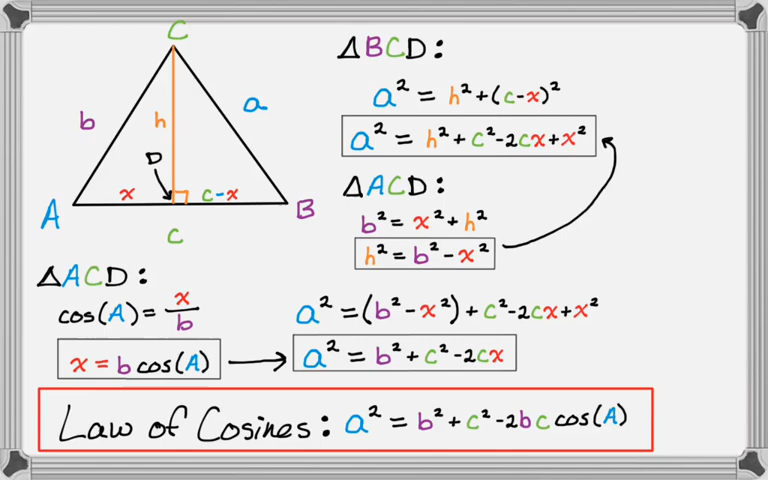 C
b
h
a
D
x
c-x
A
B
c
ΔBCD:
a² = h²+(c-x)²
a² = h²+c²-2cx+x²
ΔACD:
b²= x²+h²
h²= b²-x²
ΔACD:
cos(A)= x/b
x = b cos(A)
a² =(b²-x²)+c²-2cx+x²
a² = b²+c²-2cx
Law of Cosines: a² = b²+c²-2bc cos(A)